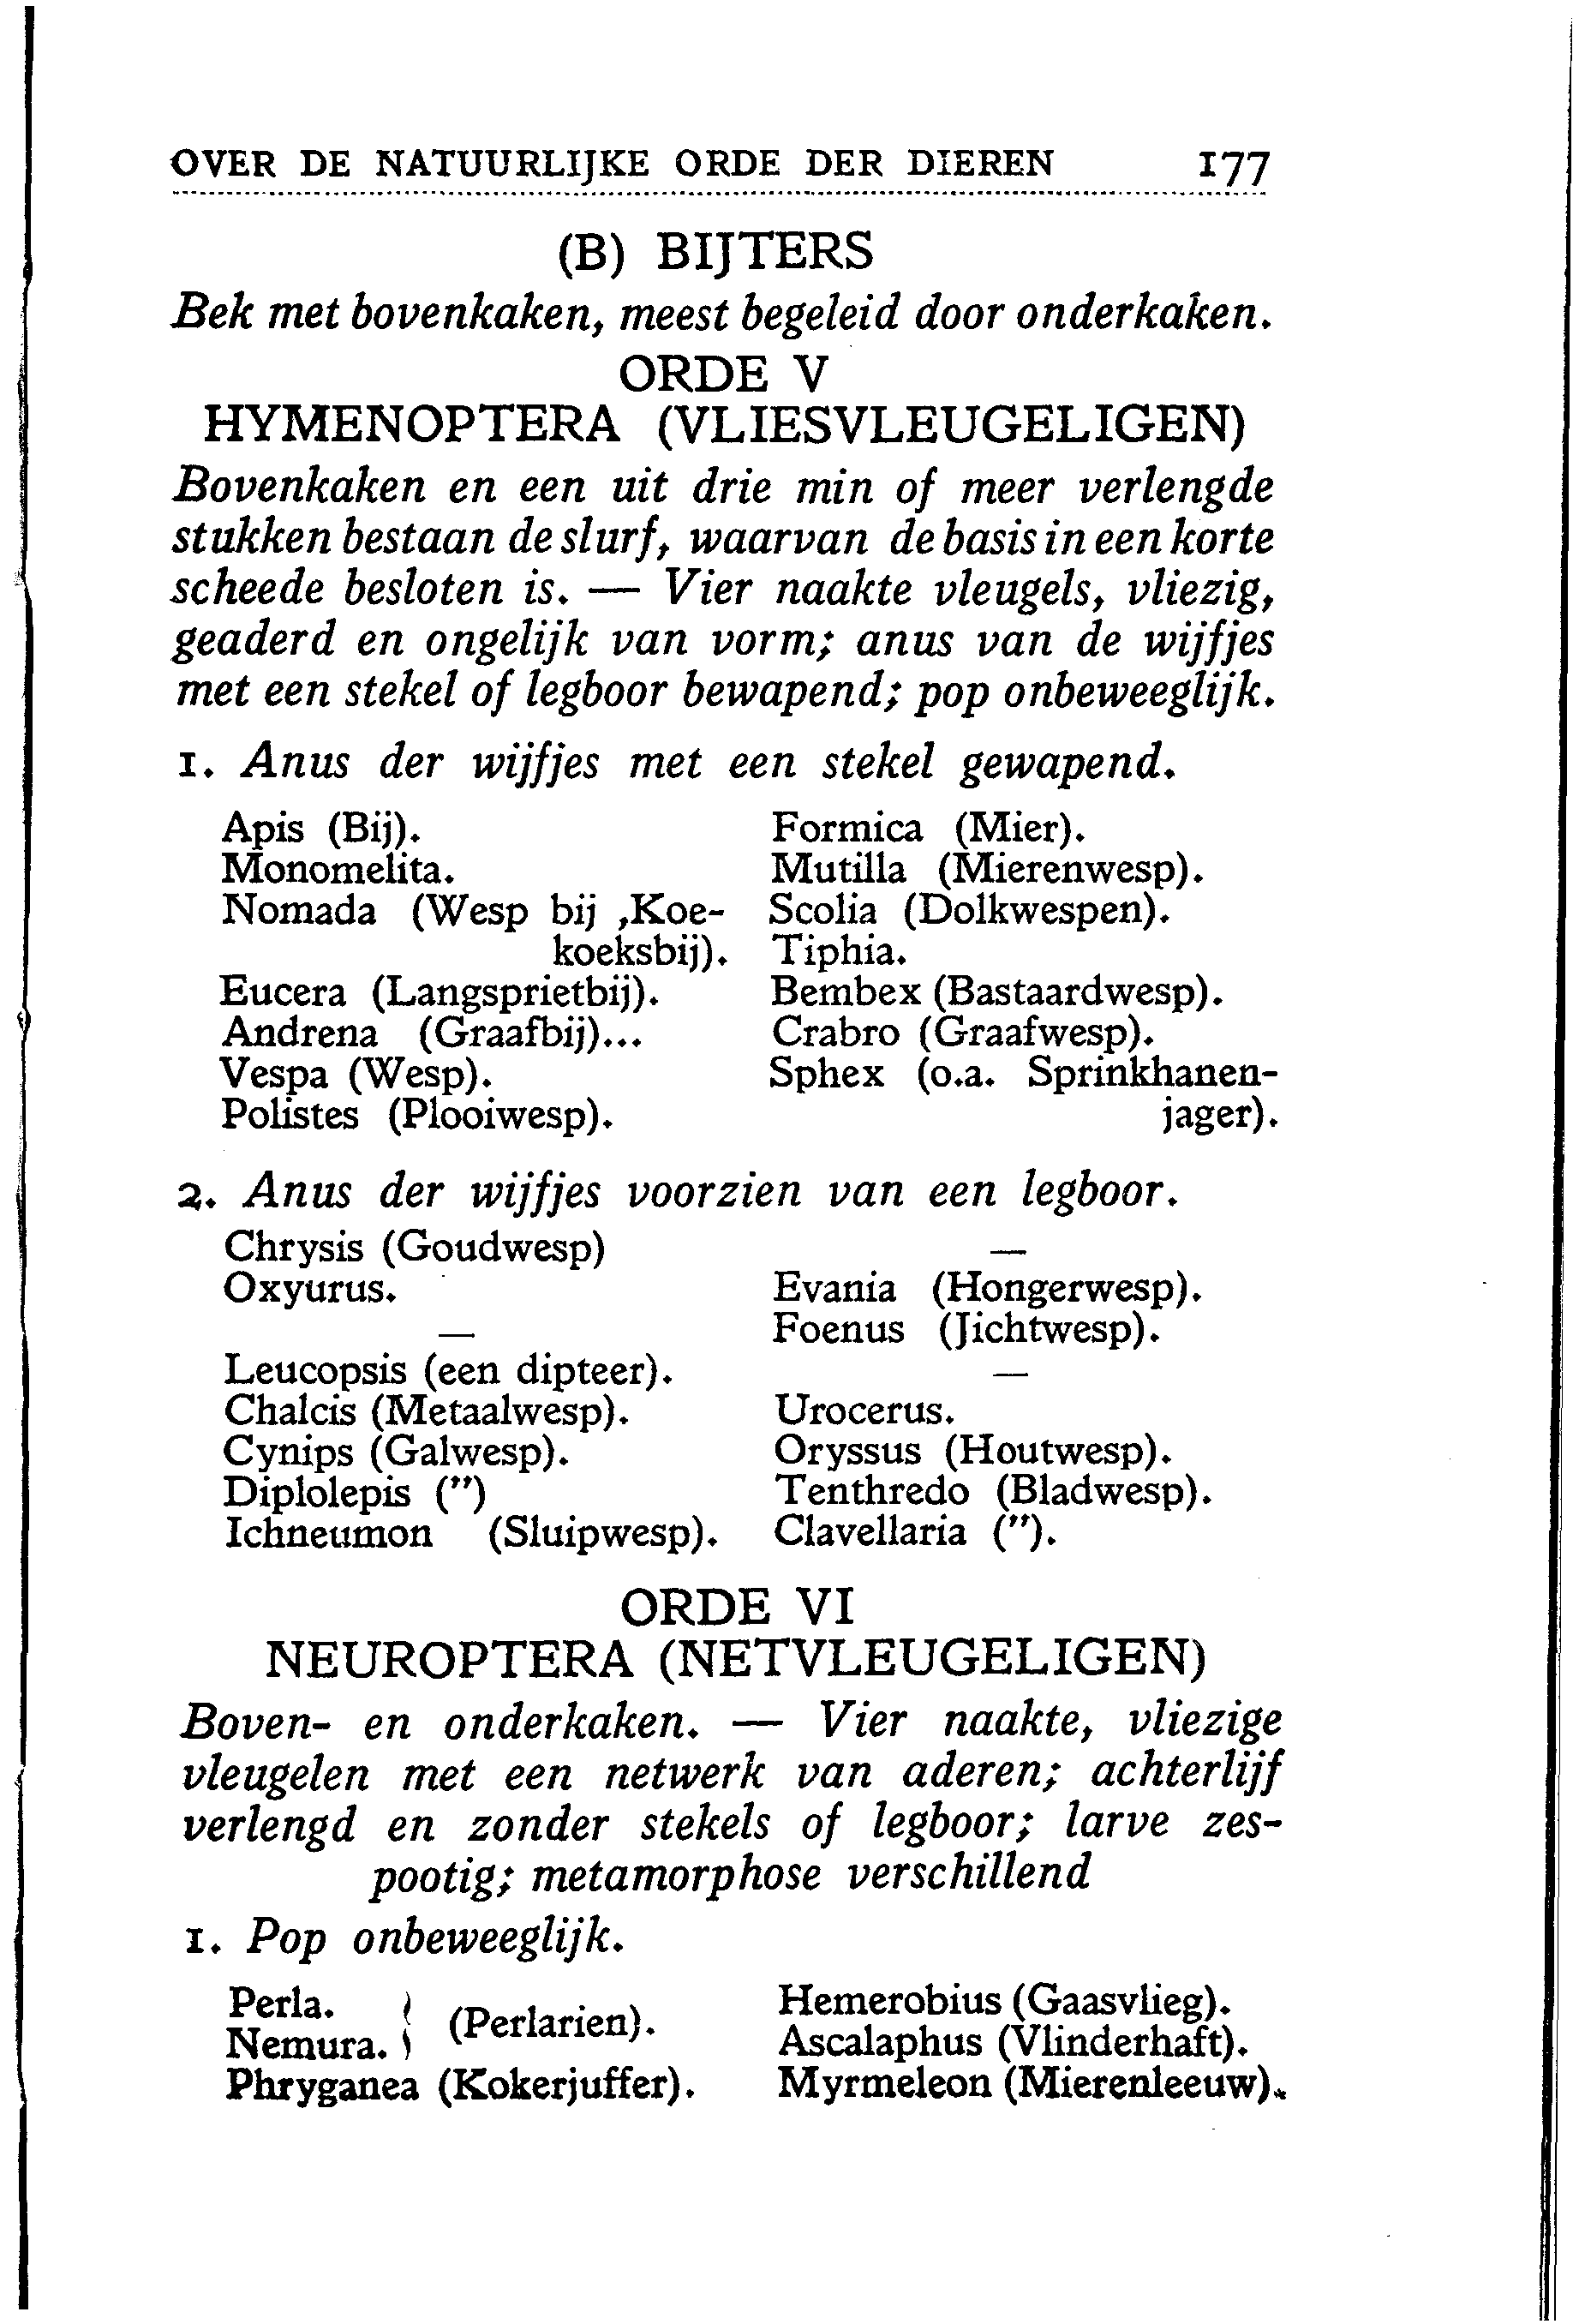 OVER DE NATUURLIJKE ORDE DER DIEREN 177
(B) BIJTERS
Bek met bovenkaken, meest begeleid door onderkaken.
ORDE V
HYMENOPTERA (VLIESVLEUGELIGEN)
Bovenkaken en een uit drie min of meer verlengde
stukken bestaan de slurf, waarvan de basis in een korte
scheede besloten is. — Vier naakte vleugels, vliezig,
geaderd en ongelijk van vorm; anus van de wijfjes
met een stekel of legboor bewapend; pop onbeweeglijk.
1. Anus der wijfjes met een stekel gewapend.
Apis (Bij).
Monomelita.
Nomada (Wesp bij ,Koe-
koeksbij).
Eucera (Langsprietbij).
Andrena (Graafbij)...
Vespa (Wesp).
Polistes (Plooiwesp).
Formica (Mier).
Mutilla (Mierenwesp).
Scolia (Dolkwespen).
Tiphia.
Bembex (Bastaardwesp).
Crabro (Graafwesp).
Sphex (o.a. Sprinkhanen-
jager).
2. Anus der wijfjes voorzien van een legboor.
Chrysis (Goudwesp)
Oxyurus.
—
Leucopsis (een dipteer).
Chalcis (Metaalwesp).
Cynips (Galwesp).
Diplolepis (")
Ichneumon (Sluipwesp).
—
Evania (Hongerwesp).
Foenus (Jichtwesp).
—
Urocerus.
Oryssus (Houtwesp).
Tenthredo (Bladwesp).
Clavellaria (").
ORDE VI
NEUROPTERA (NETVLEUGELIGEN)
Boven- en onderkaken. — Vier naakte, vliezige
vleugelen met een netwerk van aderen; achterlijf
verlengd en zonder stekels of legboor; larve zes-
pootig; metamorphose verschillend
1. Pop onbeweeglijk.
Perla.
Nemura. } (Perlarien).
Phryganea (Kokerjuffer).
Hemerobius (Gaasvlieg).
Ascalaphus (Vlinderhaft).
Myrmeleon (Mierenleeuw).